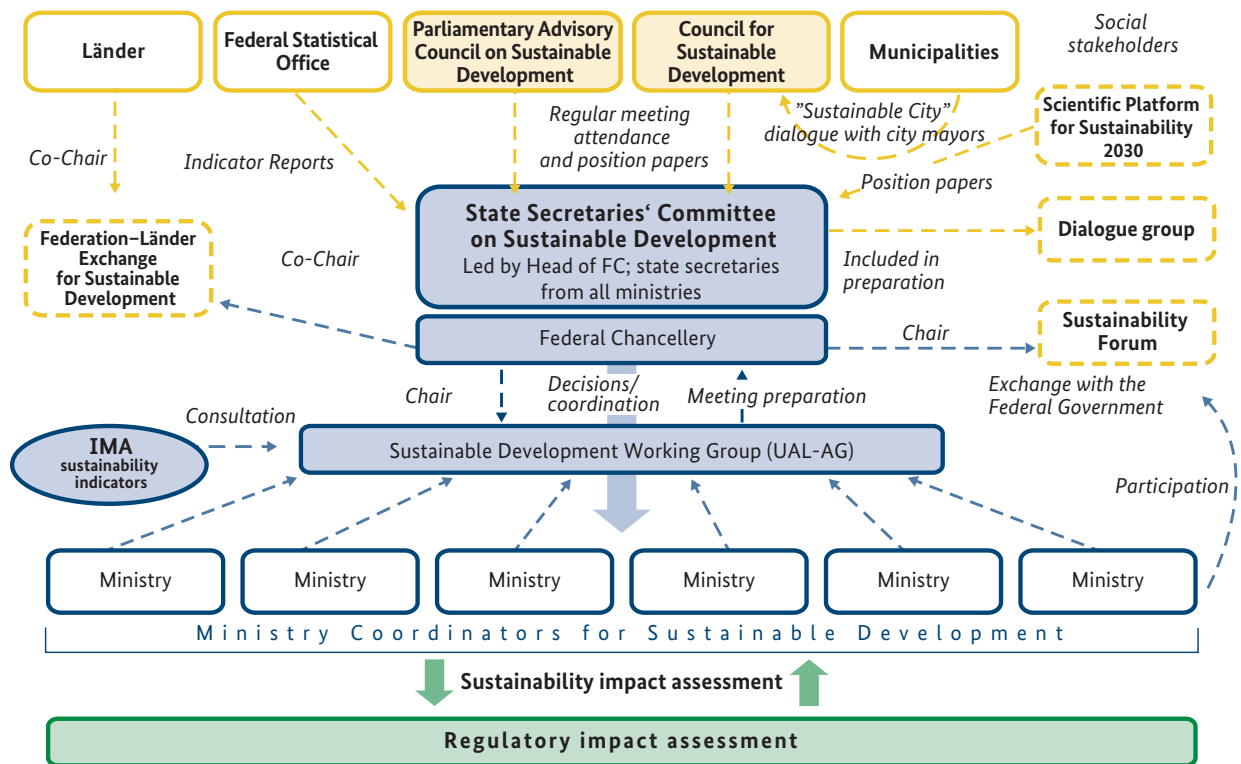 Länder
Federal Statistical
Office
Parliamentary Advisory
Council on Sustainable
Development
Council for
Sustainable
Development
Municipalities
Social
stakeholders
Co-Chair
Indicator Reports
Regular meeting
attendance
and position papers
”Sustainable City”
dialogue with city mayors
Scientific Platform
for Sustainability
2030
Position papers
Federation–Länder
Exchange
for Sustainable
Development
Co-Chair
State Secretaries‘ Committee
on Sustainable Development
Led by Head of FC; state secretaries
from all ministries
Included in
preparation
Dialogue group
Federal Chancellery
Chair
Sustainability
Forum
Chair
Decisions/
coordination
Meeting preparation
Exchange with the
Federal Government
Consultation
IMA
sustainability
indicators
Sustainable Development Working Group (UAL-AG)
Participation
Ministry
Ministry
Ministry
Ministry
Ministry
Ministry
Ministry Coordinators for Sustainable Development
Sustainability impact assessment
Regulatory impact assessment